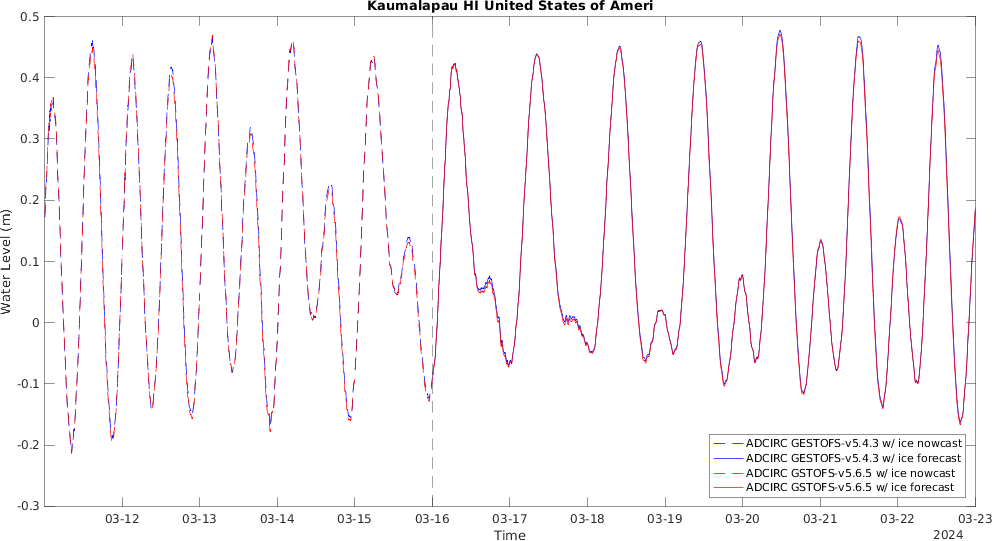 Kaumalapau HI United States of Ameri
0.5
0.4
0.3
0.2
0.1
0
-0.1
-0.2
-0.3
Water Level (m)
ADCIRC GESTOFS-v5.4.3 w/ ice nowcast
ADCIRC GESTOFS-v5.4.3 w/ ice forecast
ADCIRC GSTOFS-v5.6.5 w/ ice nowcast
ADCIRC GSTOFS-v5.6.5 w/ ice forecast
03-12 03-13 03-14 03-15 03-16 03-17 03-18 03-19 03-20 03-21 03-22 03-23
Time
2024